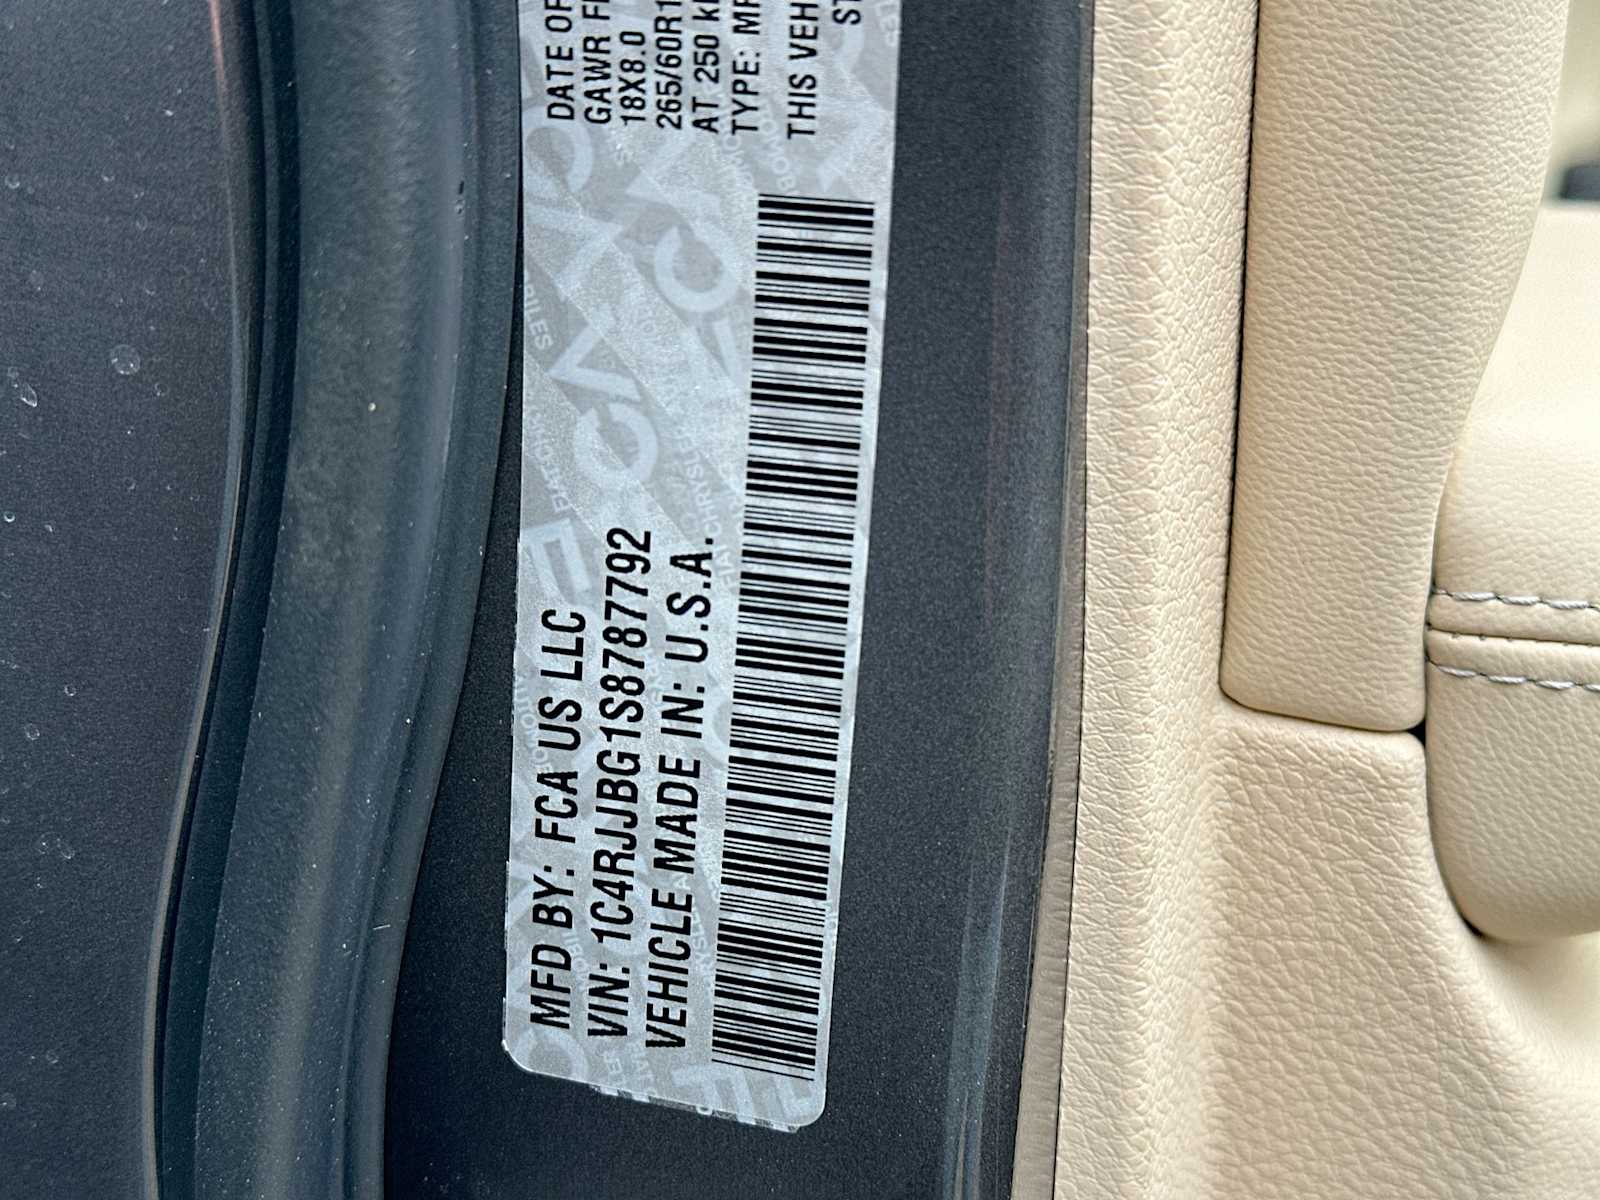 MFD BY: FCA US LLC
VIN: 1C4RJJBG1S8787792
VEHICLE MADE IN: U.S.A.
DATE OF
GAWR F
18X8.0
265/60R1
AT 250 k
TYPE: MP
THIS VEH